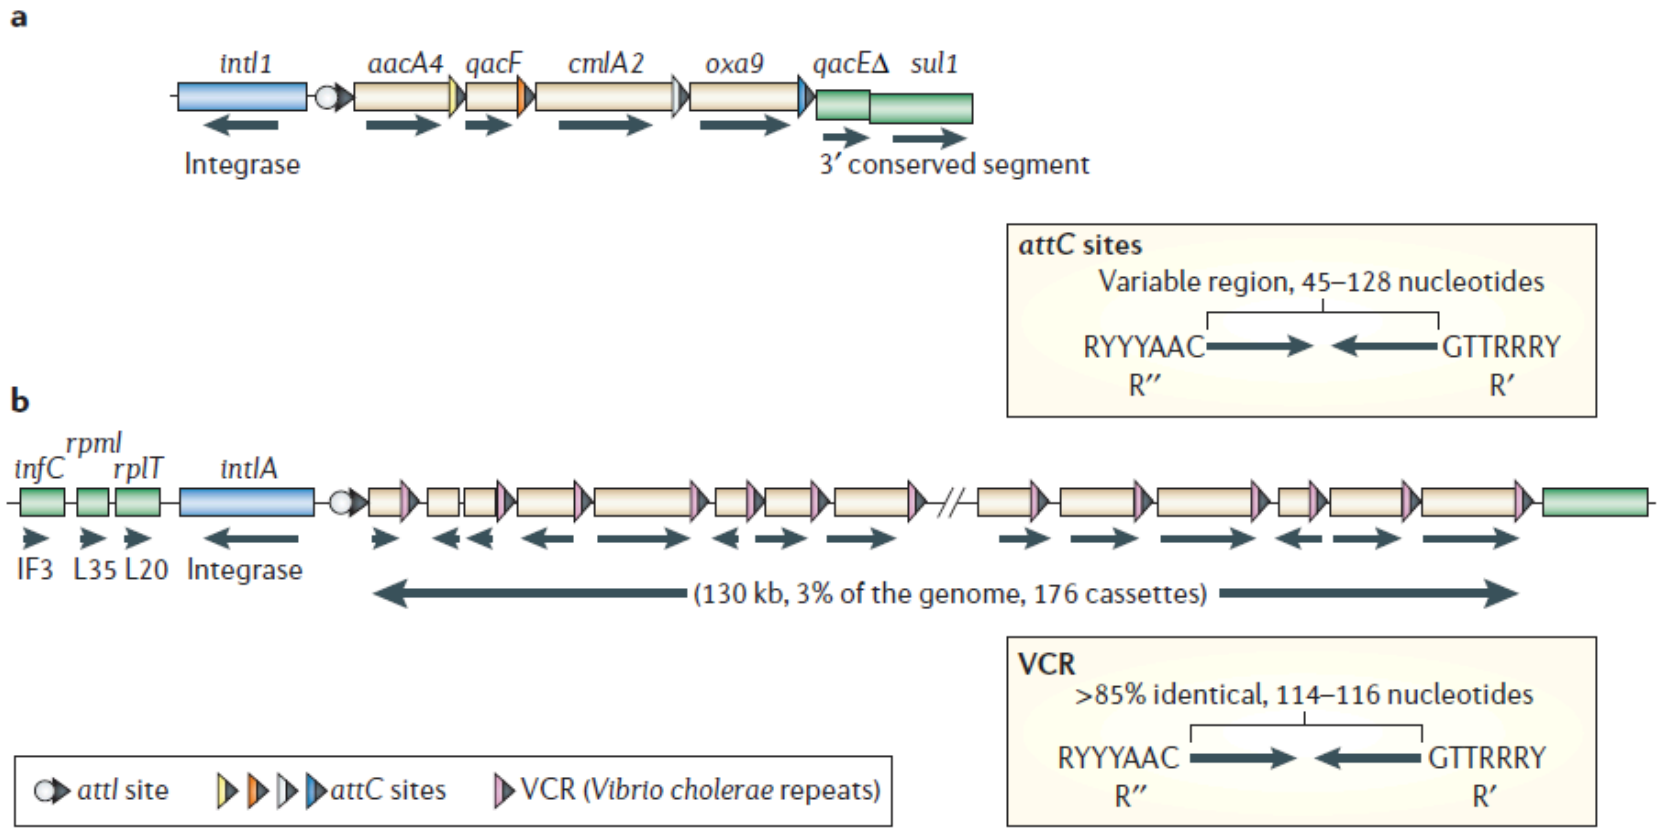 a
intI1 aacA4 qacF cmlA2 oxa9 qacEΔ sul1
Integrase
3′ conserved segment
attC sites
Variable region, 45–128 nucleotides
RYYYAAC GTTRRRY
R″ R′
b
rpmI
infC rplT intIA
IF3 L35 L20 Integrase
(130 kb, 3% of the genome, 176 cassettes)
VCR
>85% identical, 114–116 nucleotides
RYYYAAC GTTRRRY
R″ R′
attI site attC sites VCR (Vibrio cholerae repeats)